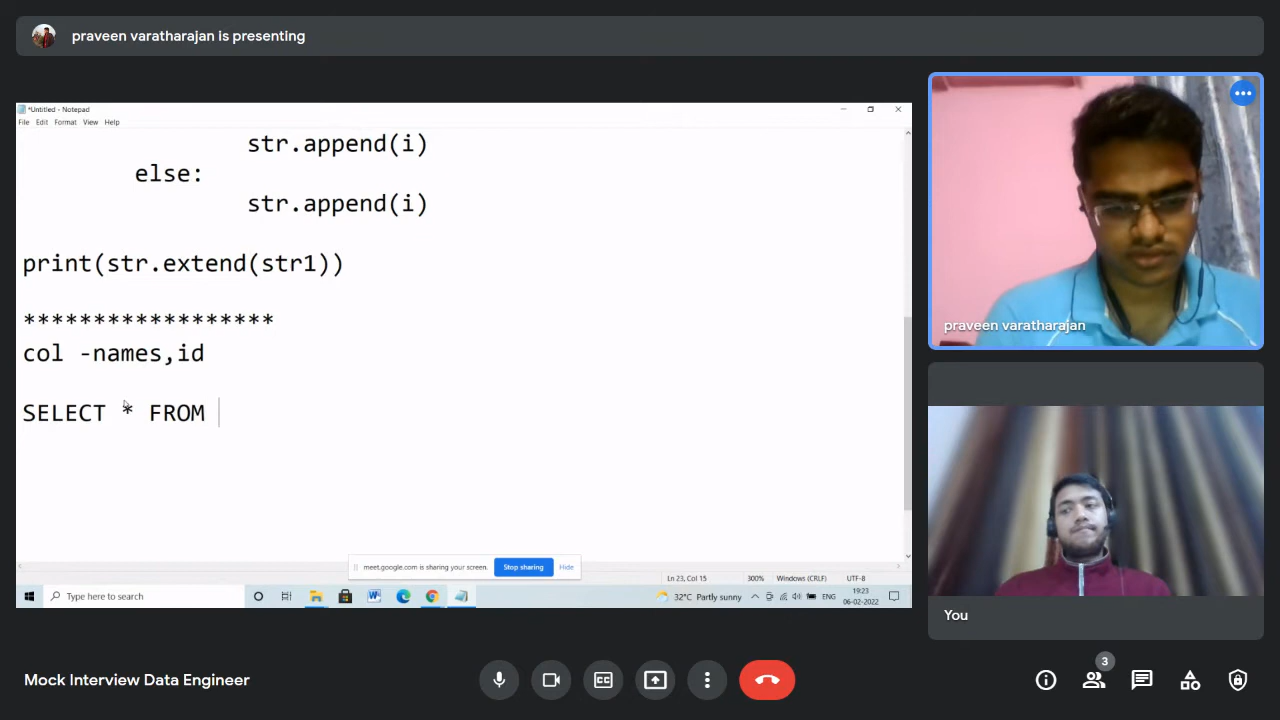 praveen varatharajan is presenting
*Untitled - Notepad
File Edit Format View Help
str.append(i)
else:
str.append(i)
print(str.extend(str1))
******************
col -names,id
SELECT * FROM
meet.google.com is sharing your screen. Stop sharing Hide
Ln 23, Col 15 300% Windows (CRLF) UTF-8
Type here to search
32°C Partly sunny
ENG
19:23
06-02-2022
praveen varatharajan
You
Mock Interview Data Engineer
3